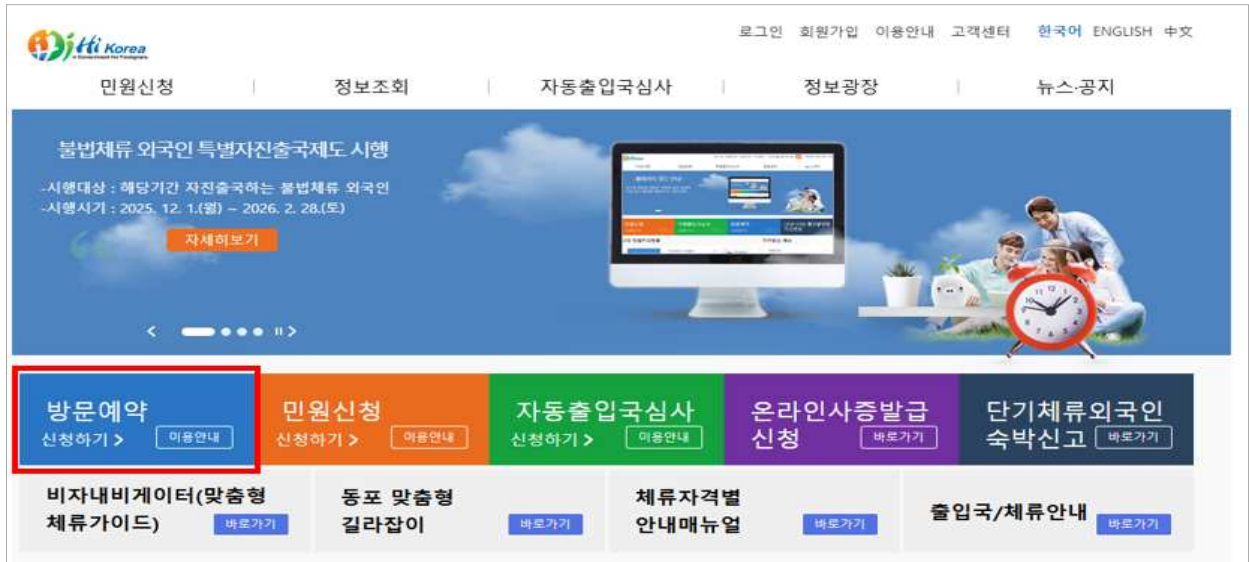 Hi Korea
로그인 회원가입 이용안내 고객센터 한국어 ENGLISH 中文
민원신청 정보조회 자동출입국심사 정보광장 뉴스·공지
불법체류 외국인 특별자진출국제도 시행
-시행대상 : 해당기간 자진출국하는 불법체류 외국인
-시행시기 : 2025. 12. 1.(월) ~ 2026. 2. 28.(토)
자세히보기
방문예약
신청하기 > 이용안내
민원신청
신청하기 > 이용안내
자동출입국심사
신청하기 > 이용안내
온라인사증발급
신청 바로가기
단기체류외국인
숙박신고 바로가기
비자내비게이터(맞춤형
체류가이드) 바로가기
동포 맞춤형
길라잡이 바로가기
체류자격별
안내매뉴얼 바로가기
출입국/체류안내 바로가기